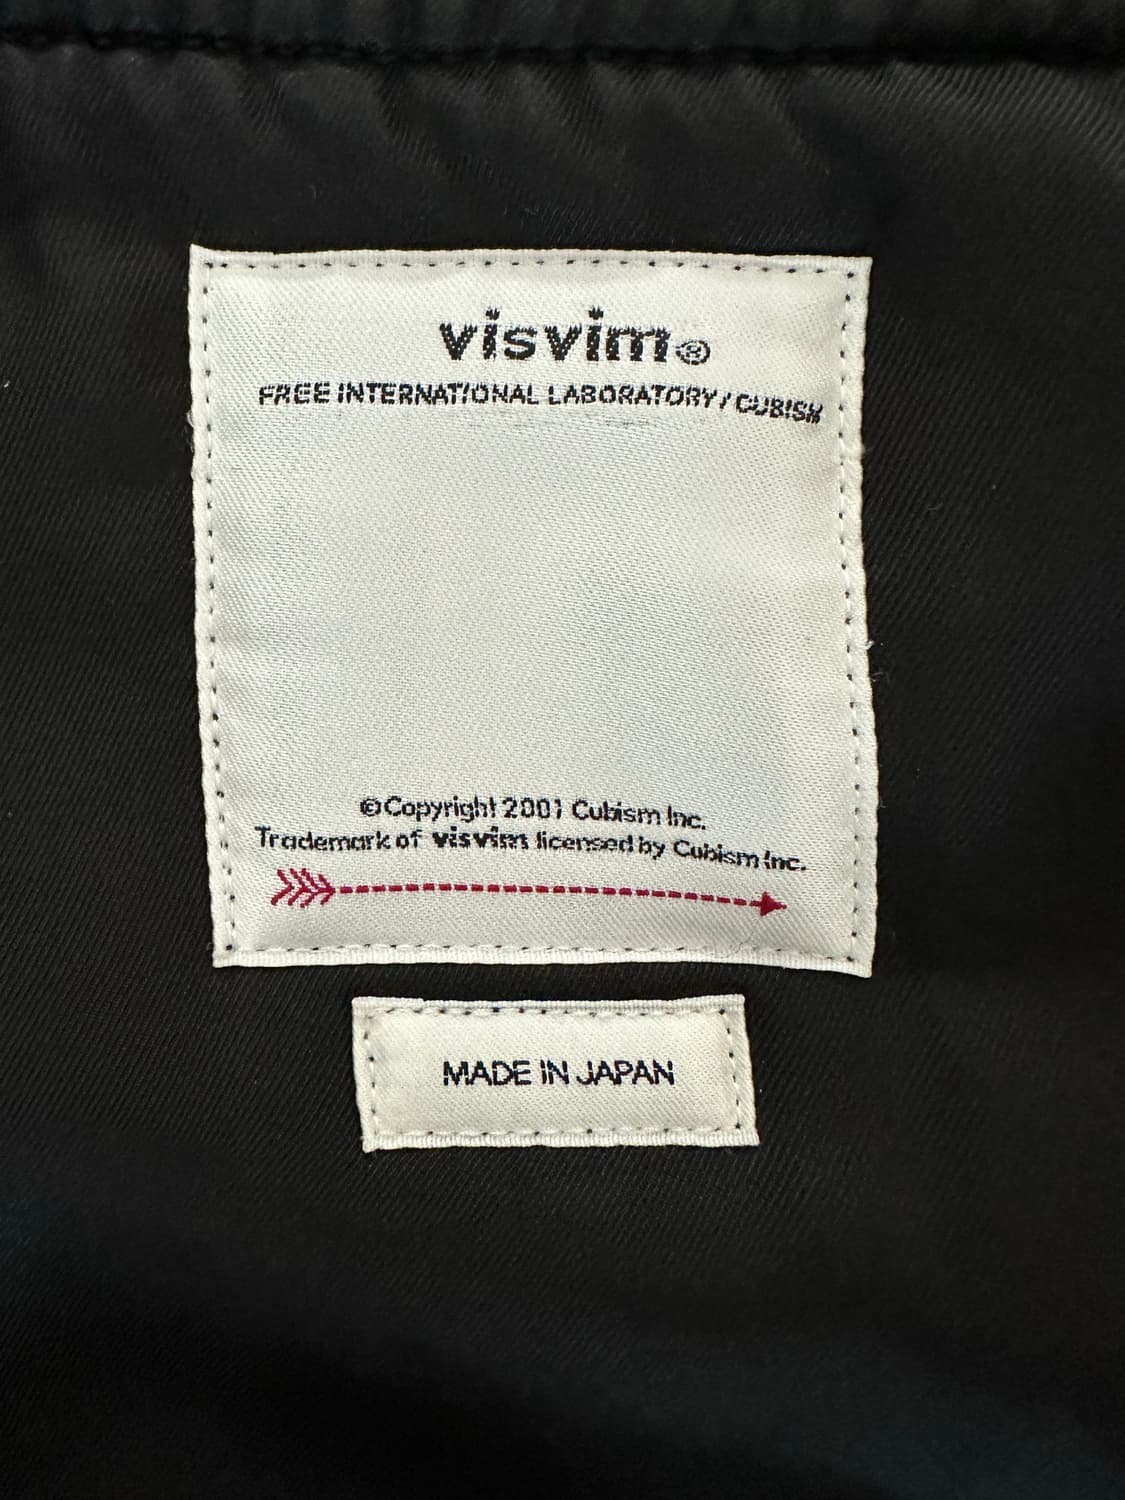 visvim®
FREE INTERNATIONAL LABORATORY / CUBISM
©Copyright 2001 Cubism Inc.
Trademark of visvim licensed by Cubism Inc.
MADE IN JAPAN